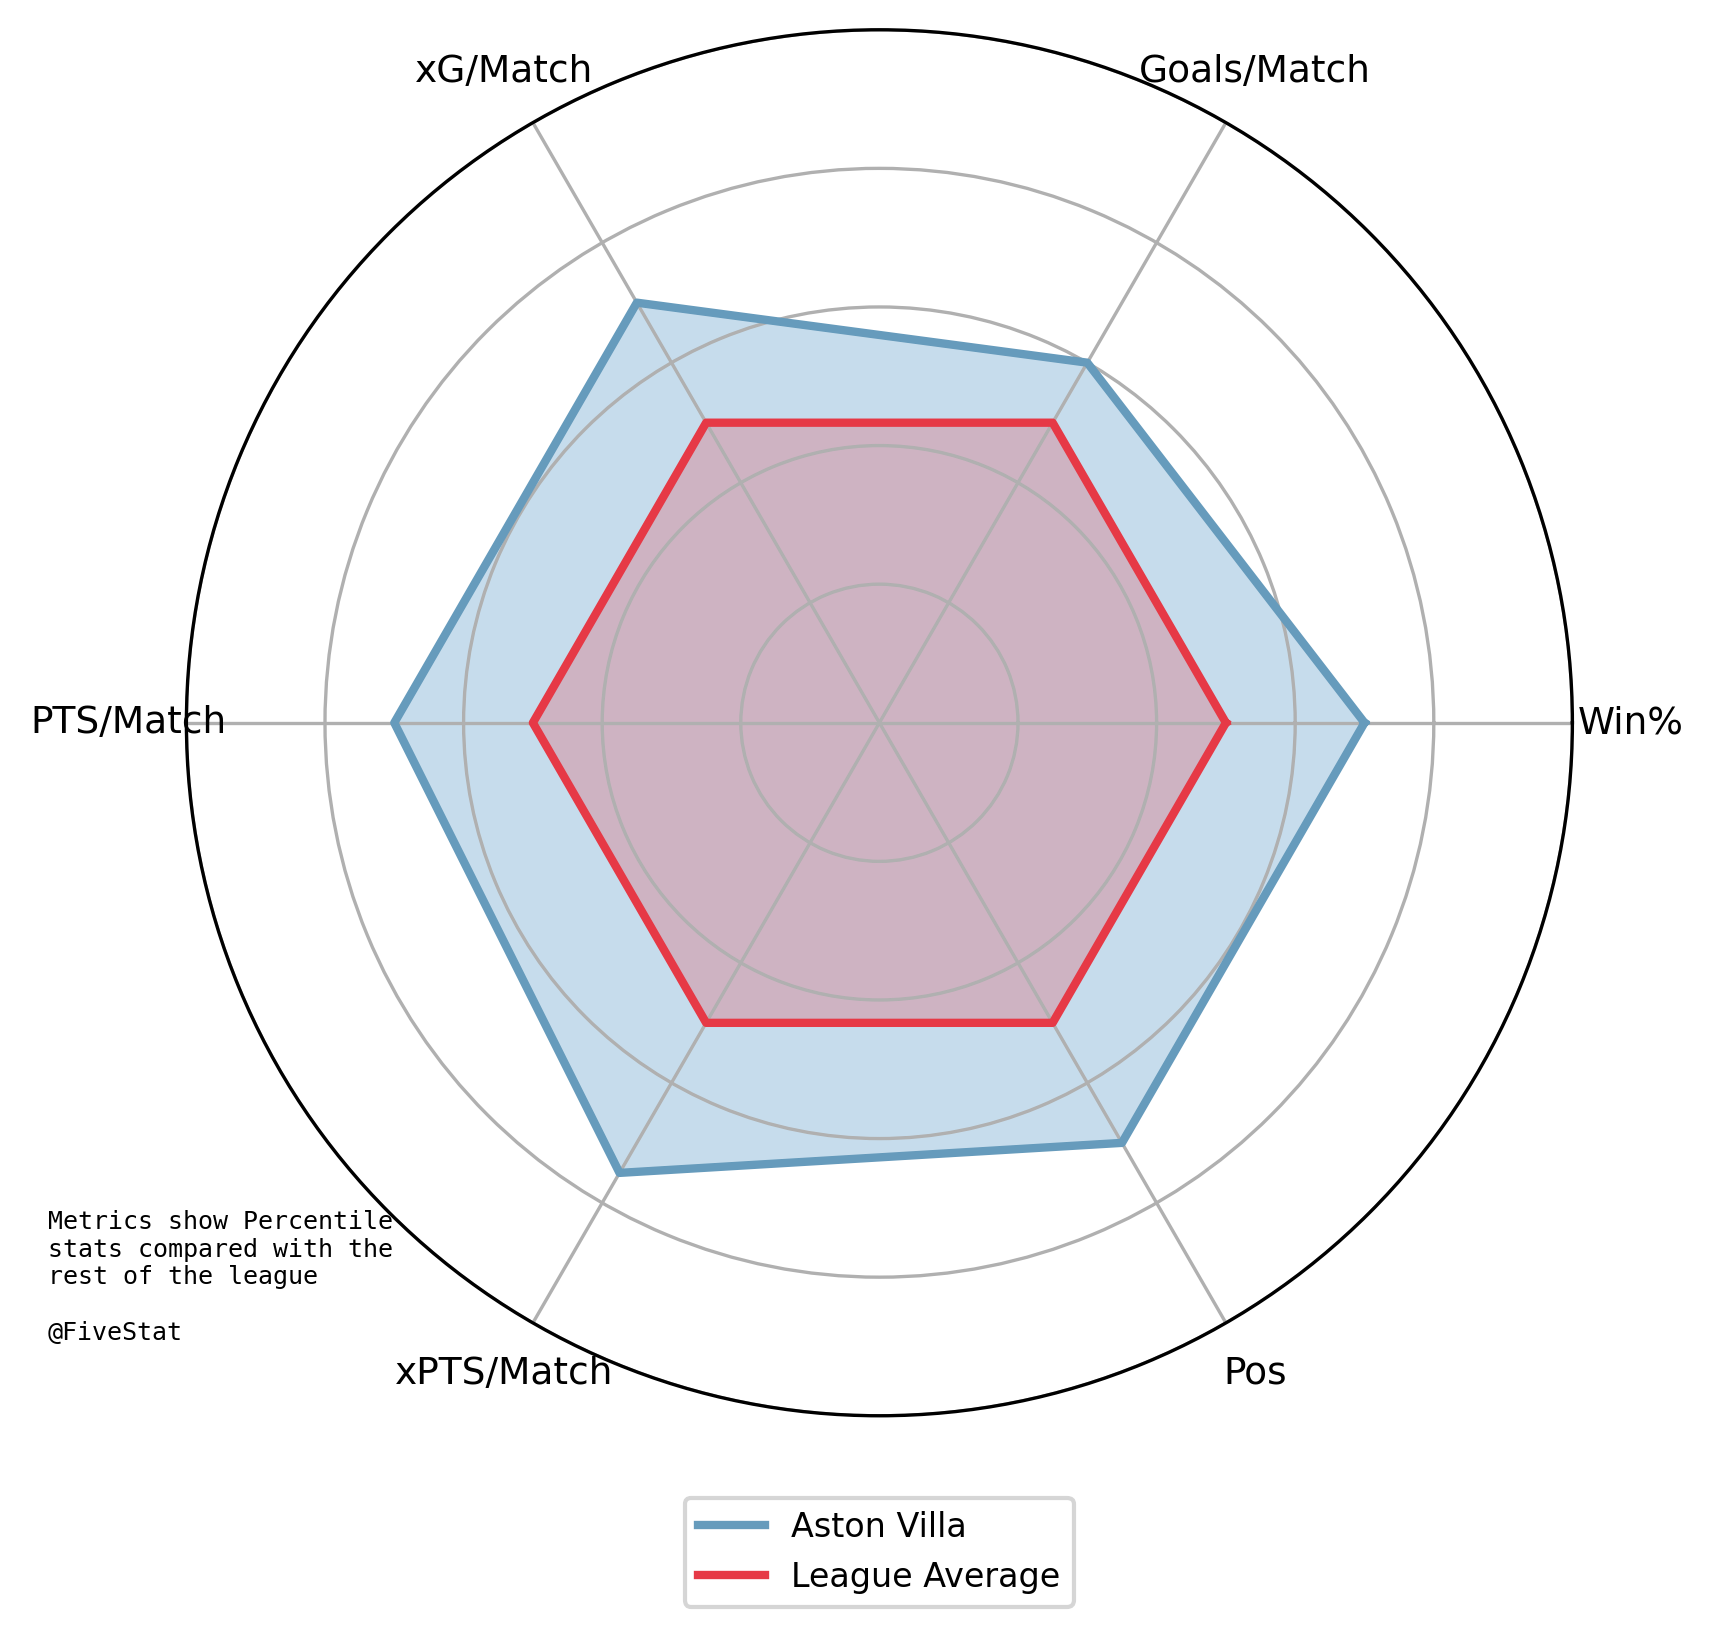 xG/Match
Goals/Match
PTS/Match
Win%
Metrics show Percentile
stats compared with the
rest of the league
@FiveStat
xPTS/Match
Pos
Aston Villa
League Average